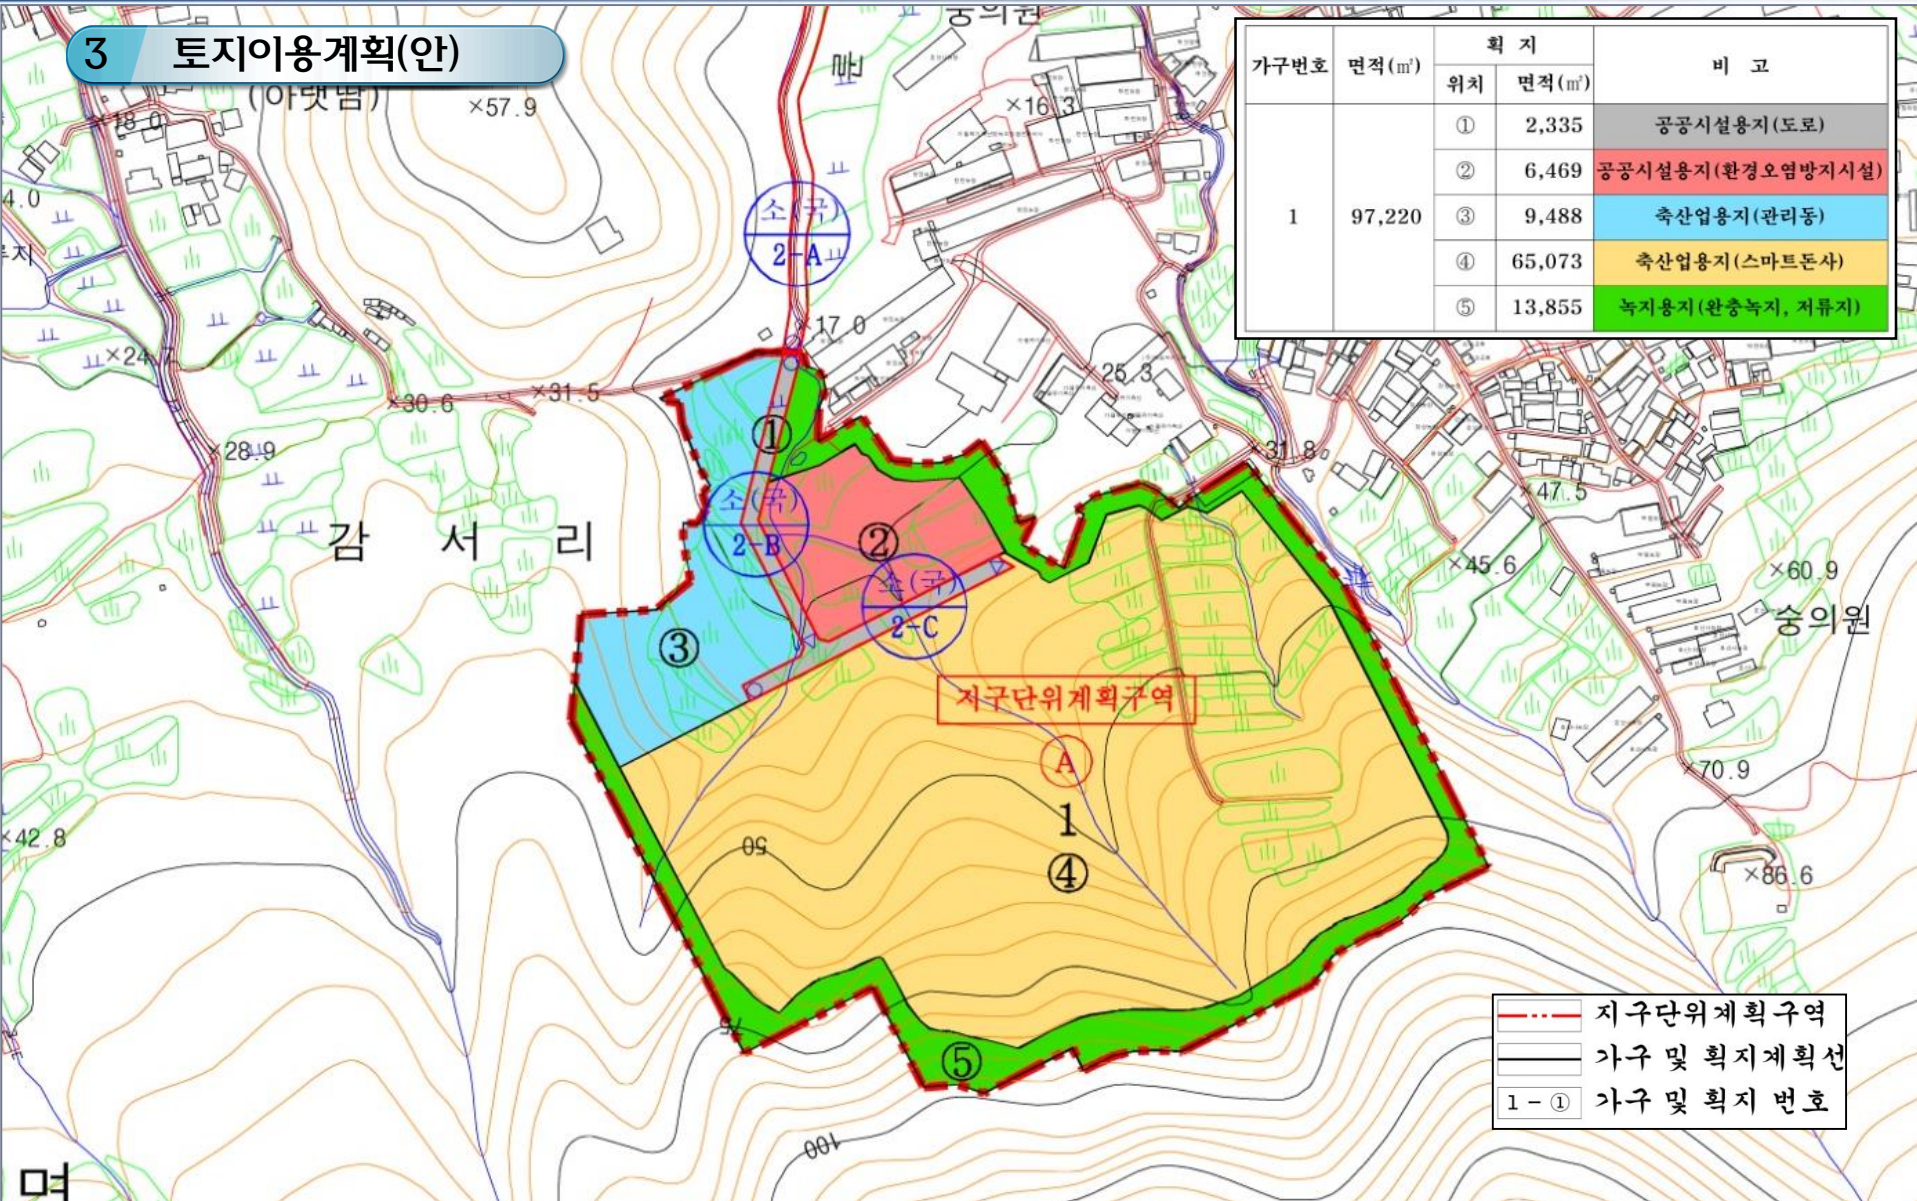 3 토지이용계획(안)
숭의원
(아댓땀)
×57.9
×16.3
×18.0
4.0
가구번호 면적(㎡) 획 지 비 고
위치 면적(㎡)
1 97,220
① 2,335 공공시설용지(도로)
② 6,469 공공시설용지(환경오염방지시설)
③ 9,488 축산업용지(관리동)
④ 65,073 축산업용지(스마트돈사)
⑤ 13,855 녹지용지(완충녹지, 저류지)
소(국)
2-A
×17.0
×24.7
×30.6
×31.5
25.3
×28.9
31.8
×47.5
①
소(국)
2-B
②
감 서 리
×45.6
×60.9
소(국)
2-C
숭의원
③
지구단위계획구역
A
×70.9
1
×42.8
50
④
×86.6
75
⑤
100
지구단위계획구역
가구 및 획지계획선
1 - ① 가구 및 획지 번호
면